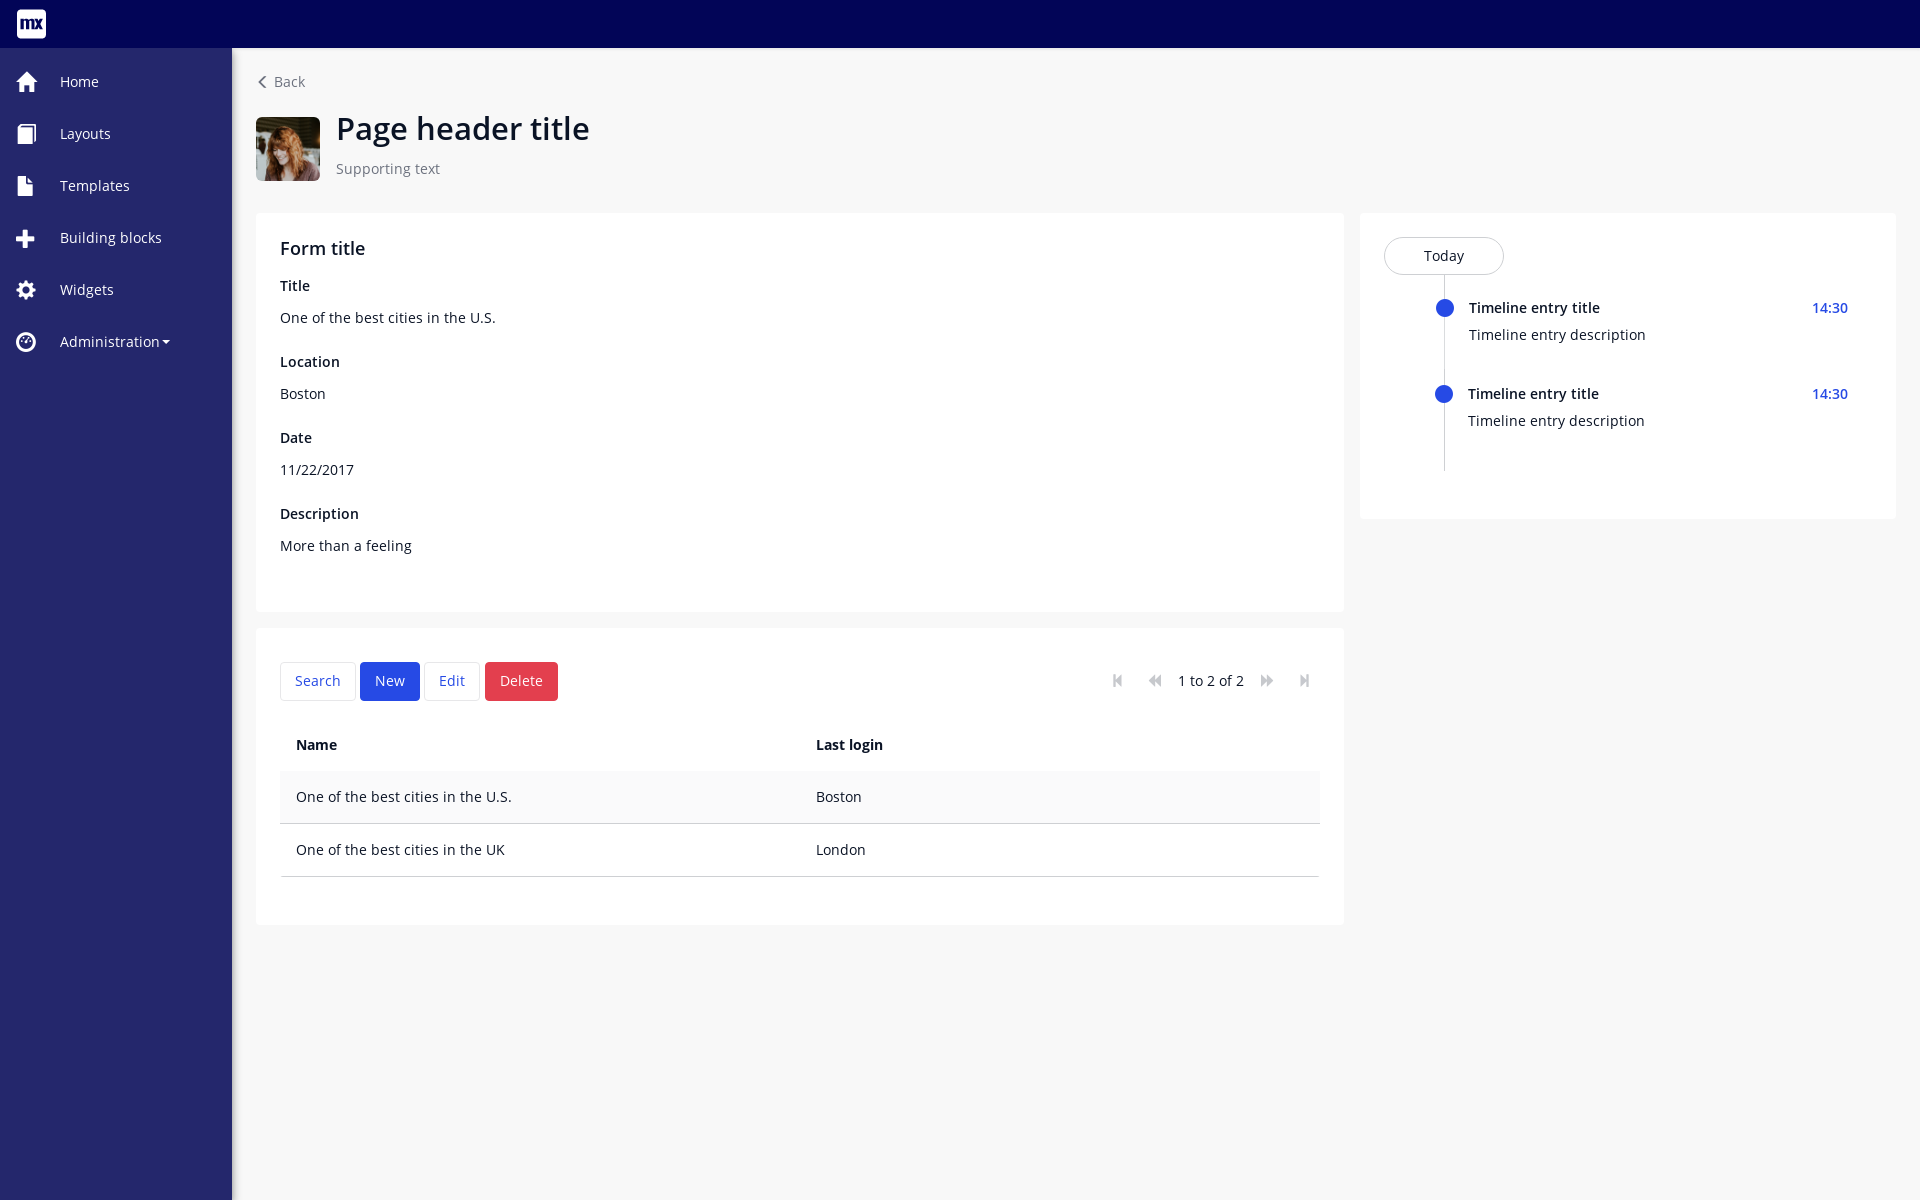 mx
Home
Layouts
Templates
Building blocks
Widgets
Administration
Back
Page header title
Supporting text
Form title
Title
One of the best cities in the U.S.
Location
Boston
Date
11/22/2017
Description
More than a feeling
Today
Timeline entry title 14:30
Timeline entry description
Timeline entry title 14:30
Timeline entry description
Search New Edit Delete 1 to 2 of 2
Name Last login
One of the best cities in the U.S. Boston
One of the best cities in the UK London